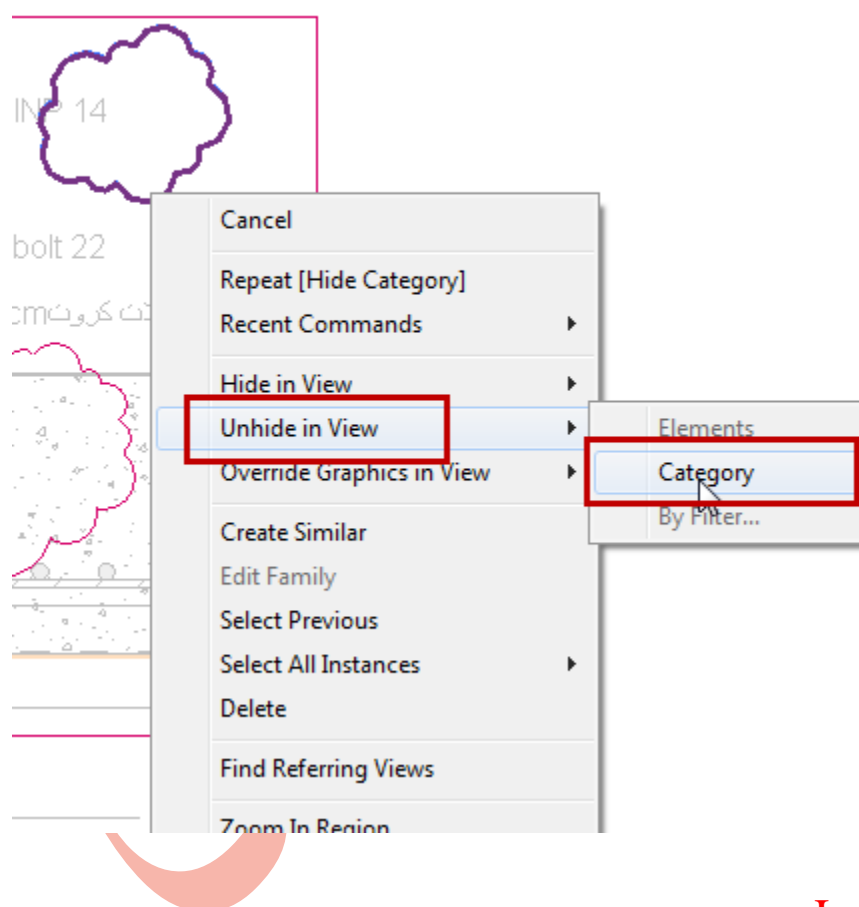 INP 14
Cancel
bolt 22
Repeat [Hide Category]
cm کروت
Recent Commands
Hide in View
Unhide in View
Elements
Override Graphics in View
Category
By Filter...
Create Similar
Edit Family
Select Previous
Select All Instances
Delete
Find Referring Views
Zoom In Region